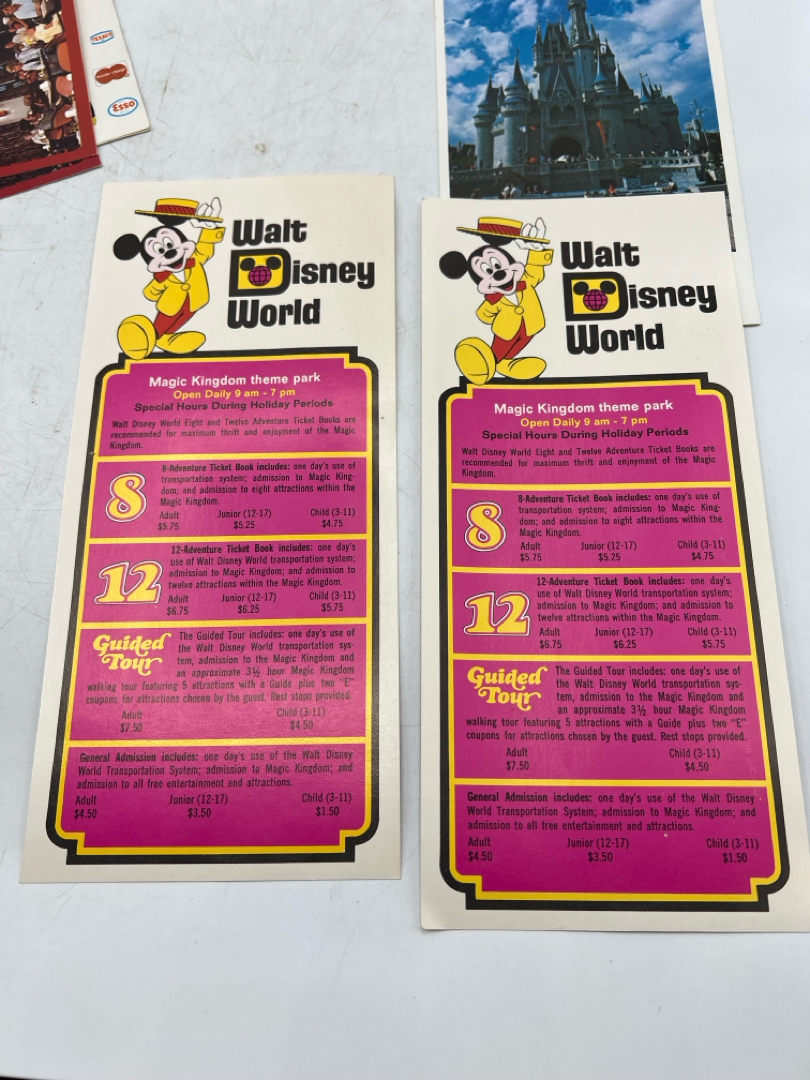 TEXACO
ESSO
Walt
Disney
World
Magic Kingdom theme park
Open Daily 9 am - 7 pm
Special Hours During Holiday Periods
Walt Disney World Eight and Twelve Adventure Ticket Books are
recommended for maximum thrift and enjoyment of the Magic
Kingdom.
8
8-Adventure Ticket Book includes: one day's use of
transportation system; admission to Magic King-
dom; and admission to eight attractions within the
Magic Kingdom.
Adult Junior (12-17) Child (3-11)
$5.75 $5.25 $4.75
12
12-Adventure Ticket Book includes: one day's
use of Walt Disney World transportation system;
admission to Magic Kingdom; and admission to
twelve attractions within the Magic Kingdom.
Adult Junior (12-17) Child (3-11)
$6.75 $6.25 $5.75
Guided
Tour
The Guided Tour includes: one day's use of
the Walt Disney World transportation sys-
tem, admission to the Magic Kingdom and
an approximate 3½ hour Magic Kingdom
walking tour featuring 5 attractions with a Guide plus two "E"
coupons for attractions chosen by the guest. Rest stops provided.
Adult Child (3-11)
$7.50 $4.50
General Admission includes: one day's use of the Walt Disney
World Transportation System; admission to Magic Kingdom; and
admission to all free entertainment and attractions.
Adult Junior (12-17) Child (3-11)
$4.50 $3.50 $1.50
Walt
Disney
World
Magic Kingdom theme park
Open Daily 9 am - 7 pm
Special Hours During Holiday Periods
Walt Disney World Eight and Twelve Adventure Ticket Books are
recommended for maximum thrift and enjoyment of the Magic
Kingdom.
8
8-Adventure Ticket Book includes: one day's use of
transportation system; admission to Magic King-
dom; and admission to eight attractions within the
Magic Kingdom.
Adult Junior (12-17) Child (3-11)
$5.75 $5.25 $4.75
12
12-Adventure Ticket Book includes: one day's
use of Walt Disney World transportation system;
admission to Magic Kingdom; and admission to
twelve attractions within the Magic Kingdom.
Adult Junior (12-17) Child (3-11)
$6.75 $6.25 $5.75
Guided
Tour
The Guided Tour includes: one day's use of
the Walt Disney World transportation sys-
tem, admission to the Magic Kingdom and
an approximate 3½ hour Magic Kingdom
walking tour featuring 5 attractions with a Guide plus two "E"
coupons for attractions chosen by the guest. Rest stops provided.
Adult Child (3-11)
$7.50 $4.50
General Admission includes: one day's use of the Walt Disney
World Transportation System; admission to Magic Kingdom; and
admission to all free entertainment and attractions.
Adult Junior (12-17) Child (3-11)
$4.50 $3.50 $1.50